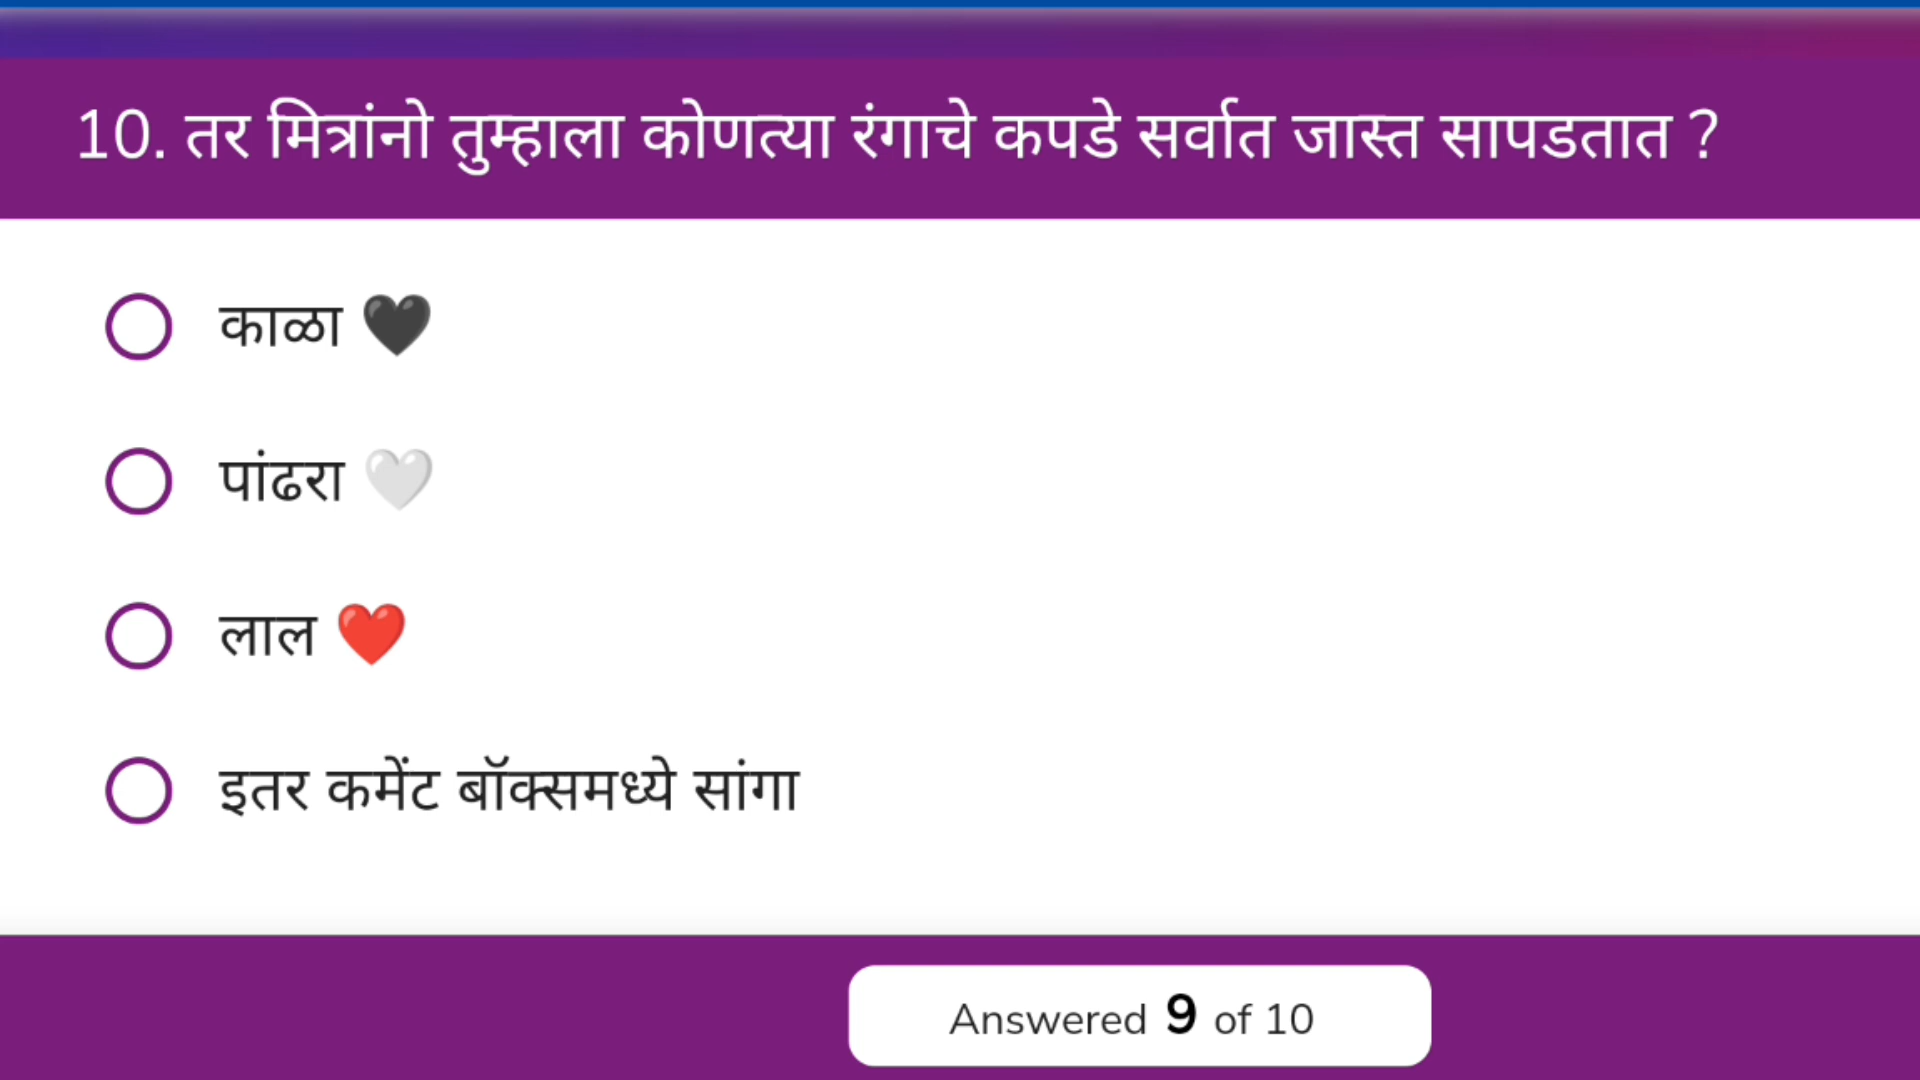 10. तर मित्रांनो तुम्हाला कोणत्या रंगाचे कपडे सर्वात जास्त सापडतात ?
काळा 🖤
पांढरा 🤍
लाल ❤️
इतर कमेंट बॉक्समध्ये सांगा
Answered 9 of 10